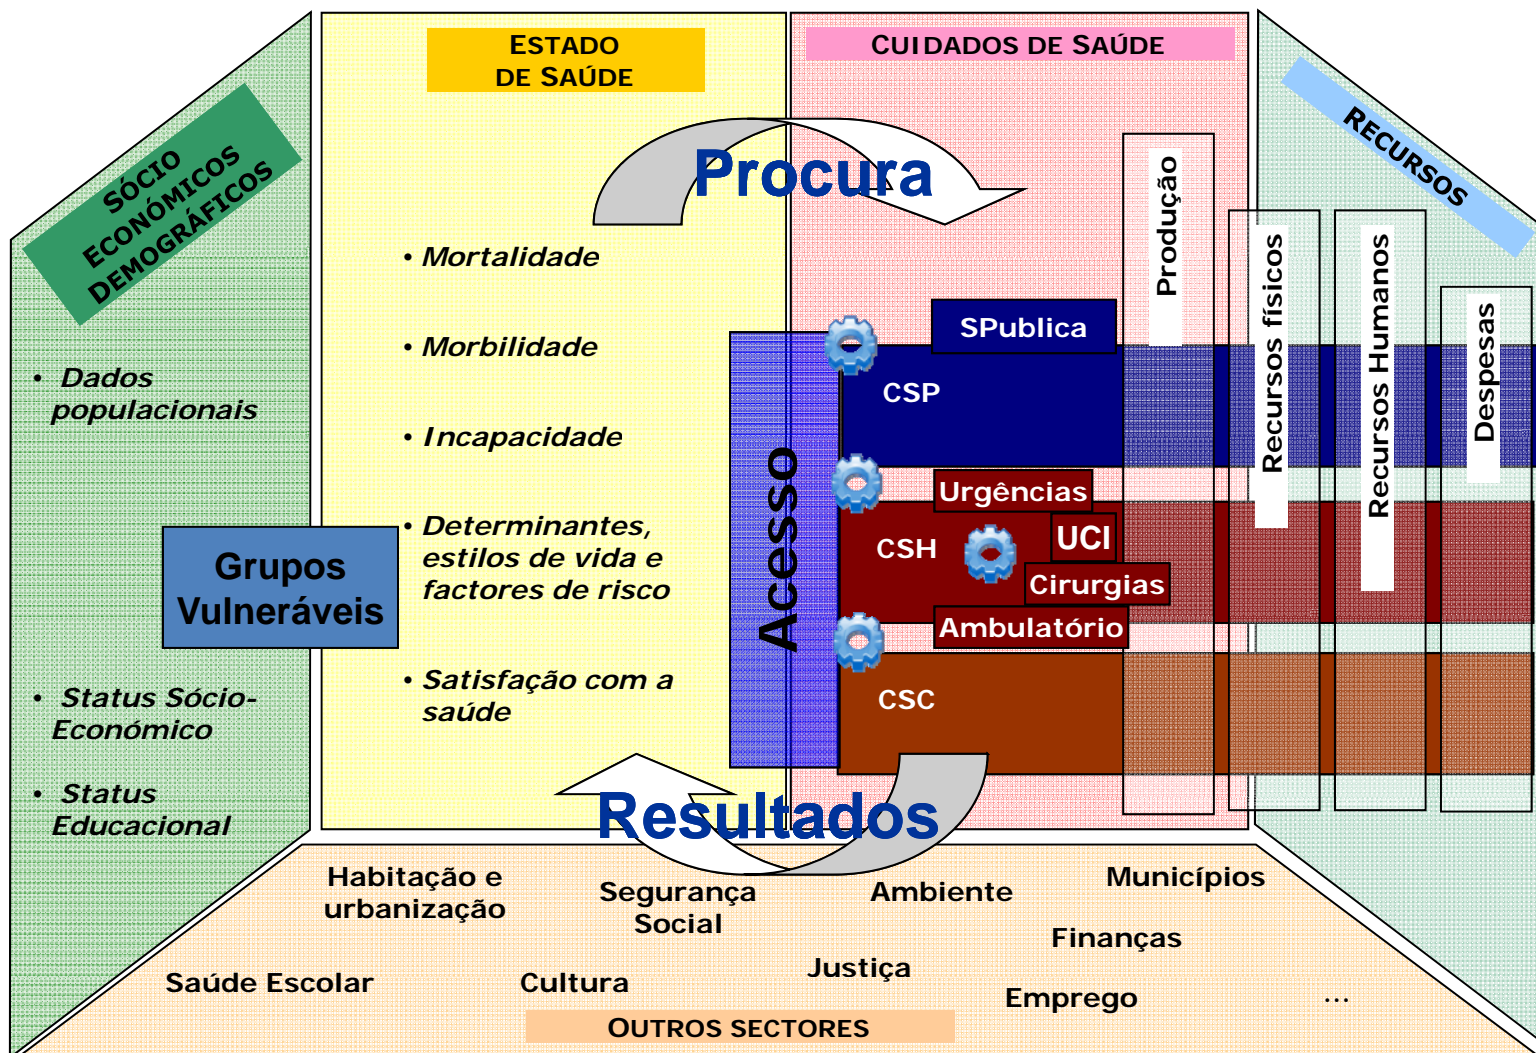 SÓCIO
ECONÓMICOS
DEMOGRÁFICOS
• Dados
populacionais
• Status Sócio-
Económico
• Status
Educacional
Grupos
Vulneráveis
ESTADO
DE SAÚDE
• Mortalidade
• Morbilidade
• Incapacidade
• Determinantes,
estilos de vida e
factores de risco
• Satisfação com a
saúde
Procura
Resultados
CUIDADOS DE SAÚDE
Acesso
SPublica
CSP
Urgências
CSH
UCI
Cirurgias
Ambulatório
CSC
Produção
RECURSOS
Recursos físicos
Recursos Humanos
Despesas
Habitação e
urbanização
Segurança
Social
Ambiente
Municípios
Finanças
Saúde Escolar
Cultura
Justiça
Emprego
...
OUTROS SECTORES